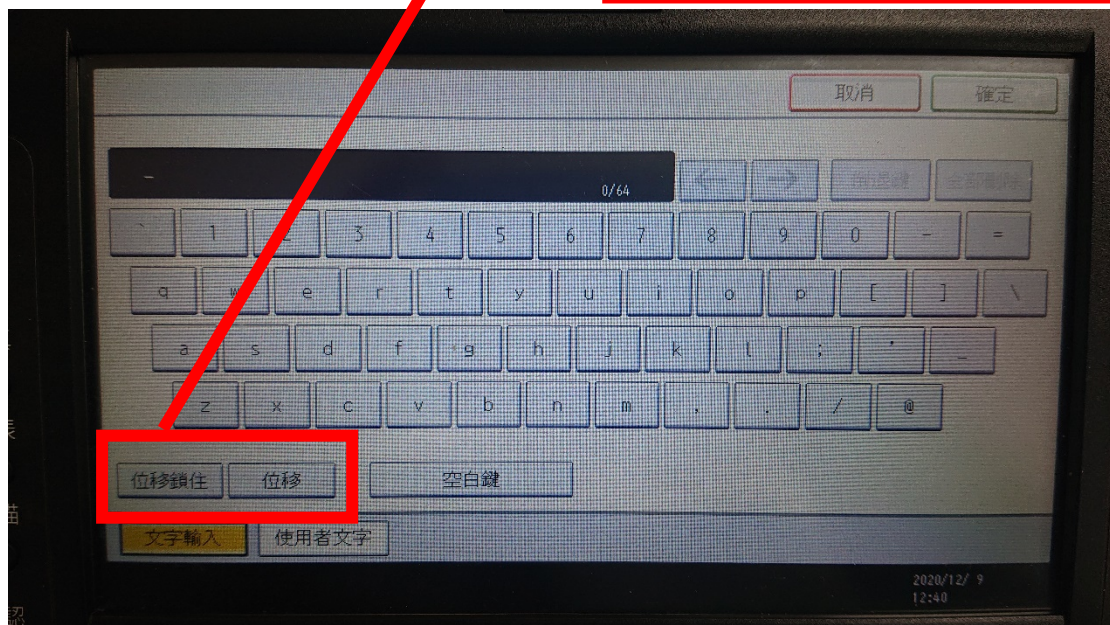 取消 確定
_
0/64 ← → 倒退鍵 全部刪除
` 1 2 3 4 5 6 7 8 9 0 - =
q w e r t y u i o p [ ] \
a s d f g h j k l ; ' _
z x c v b n m , . / @
位移鎖住 位移 空白鍵
文字輸入 使用者文字
2020/12/ 9
12:40